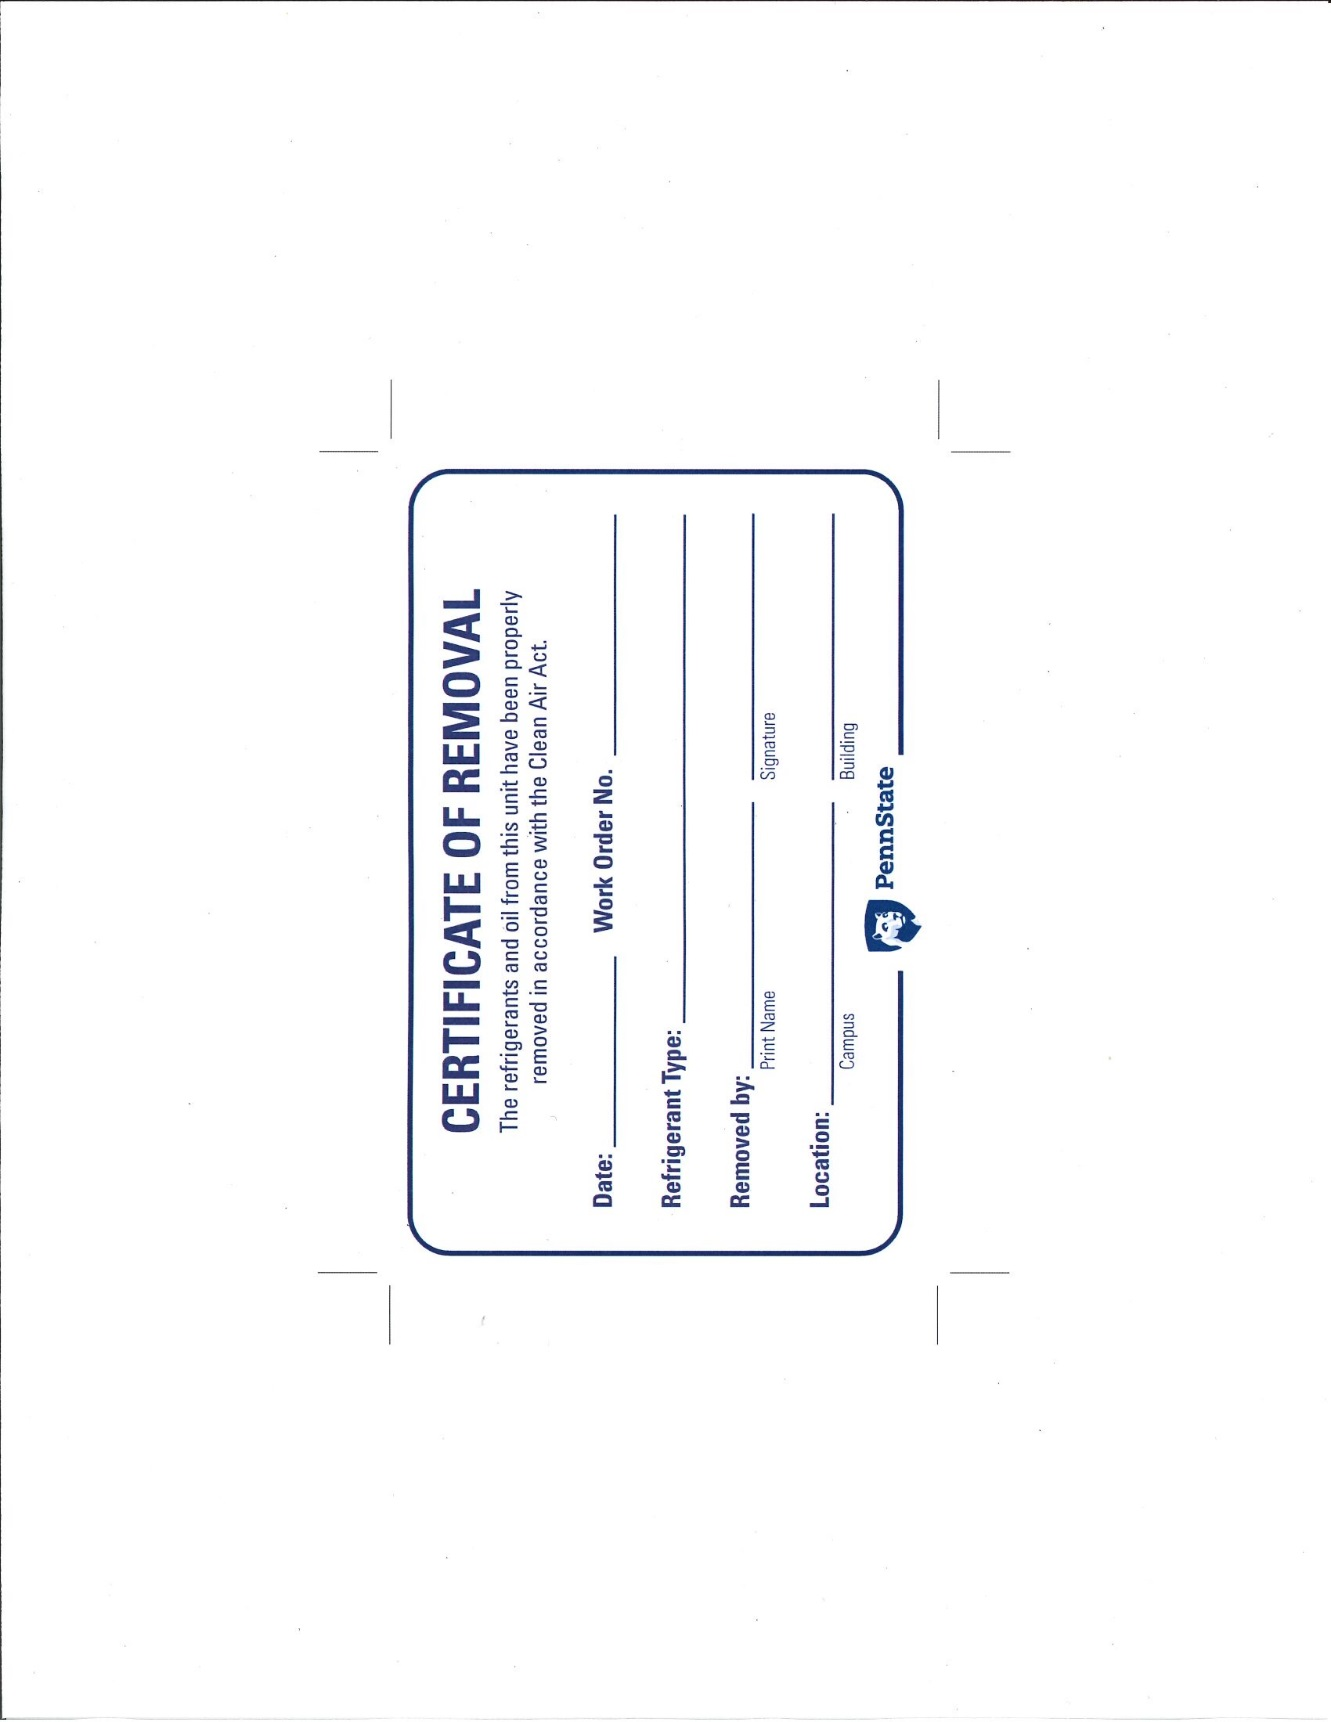 CERTIFICATE OF REMOVAL
The refrigerants and oil from this unit have been properly
removed in accordance with the Clean Air Act.
Date: Work Order No.
Refrigerant Type:
Removed by:
Print Name Signature
Location:
Campus Building
PennState